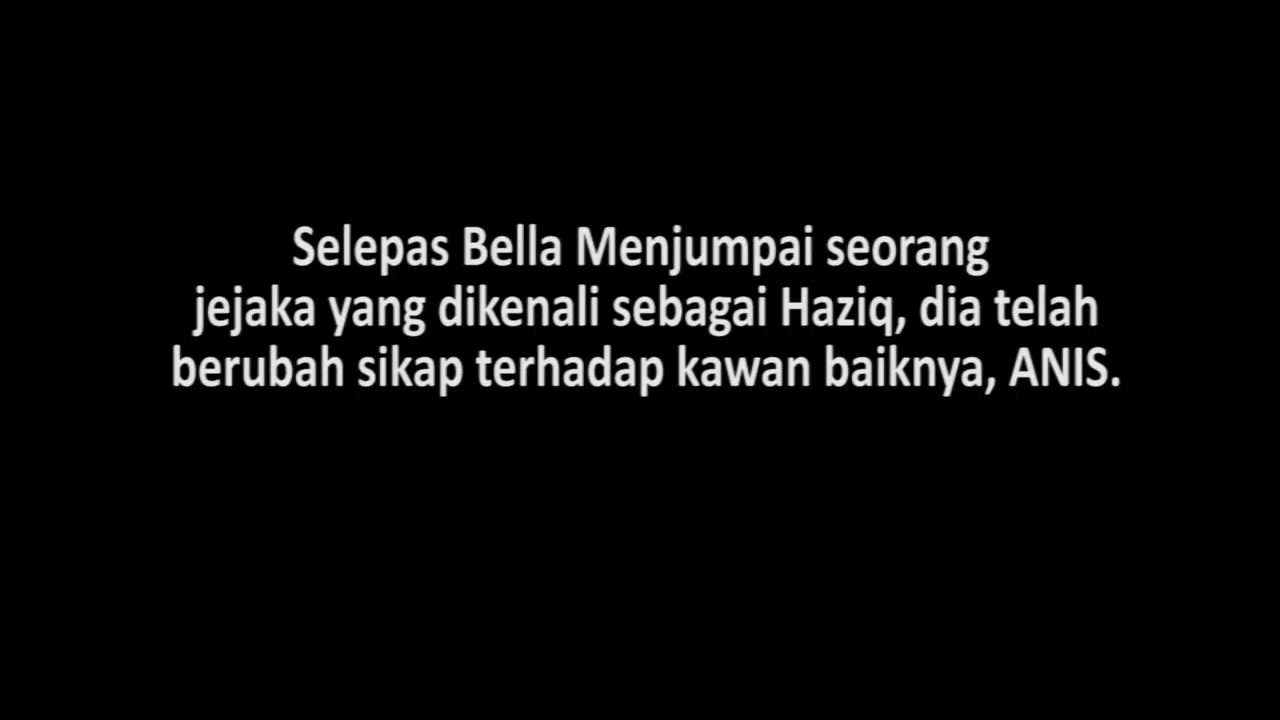 Selepas Bella Menjumpai seorang
jejaka yang dikenali sebagai Haziq, dia telah
berubah sikap terhadap kawan baiknya, ANIS.